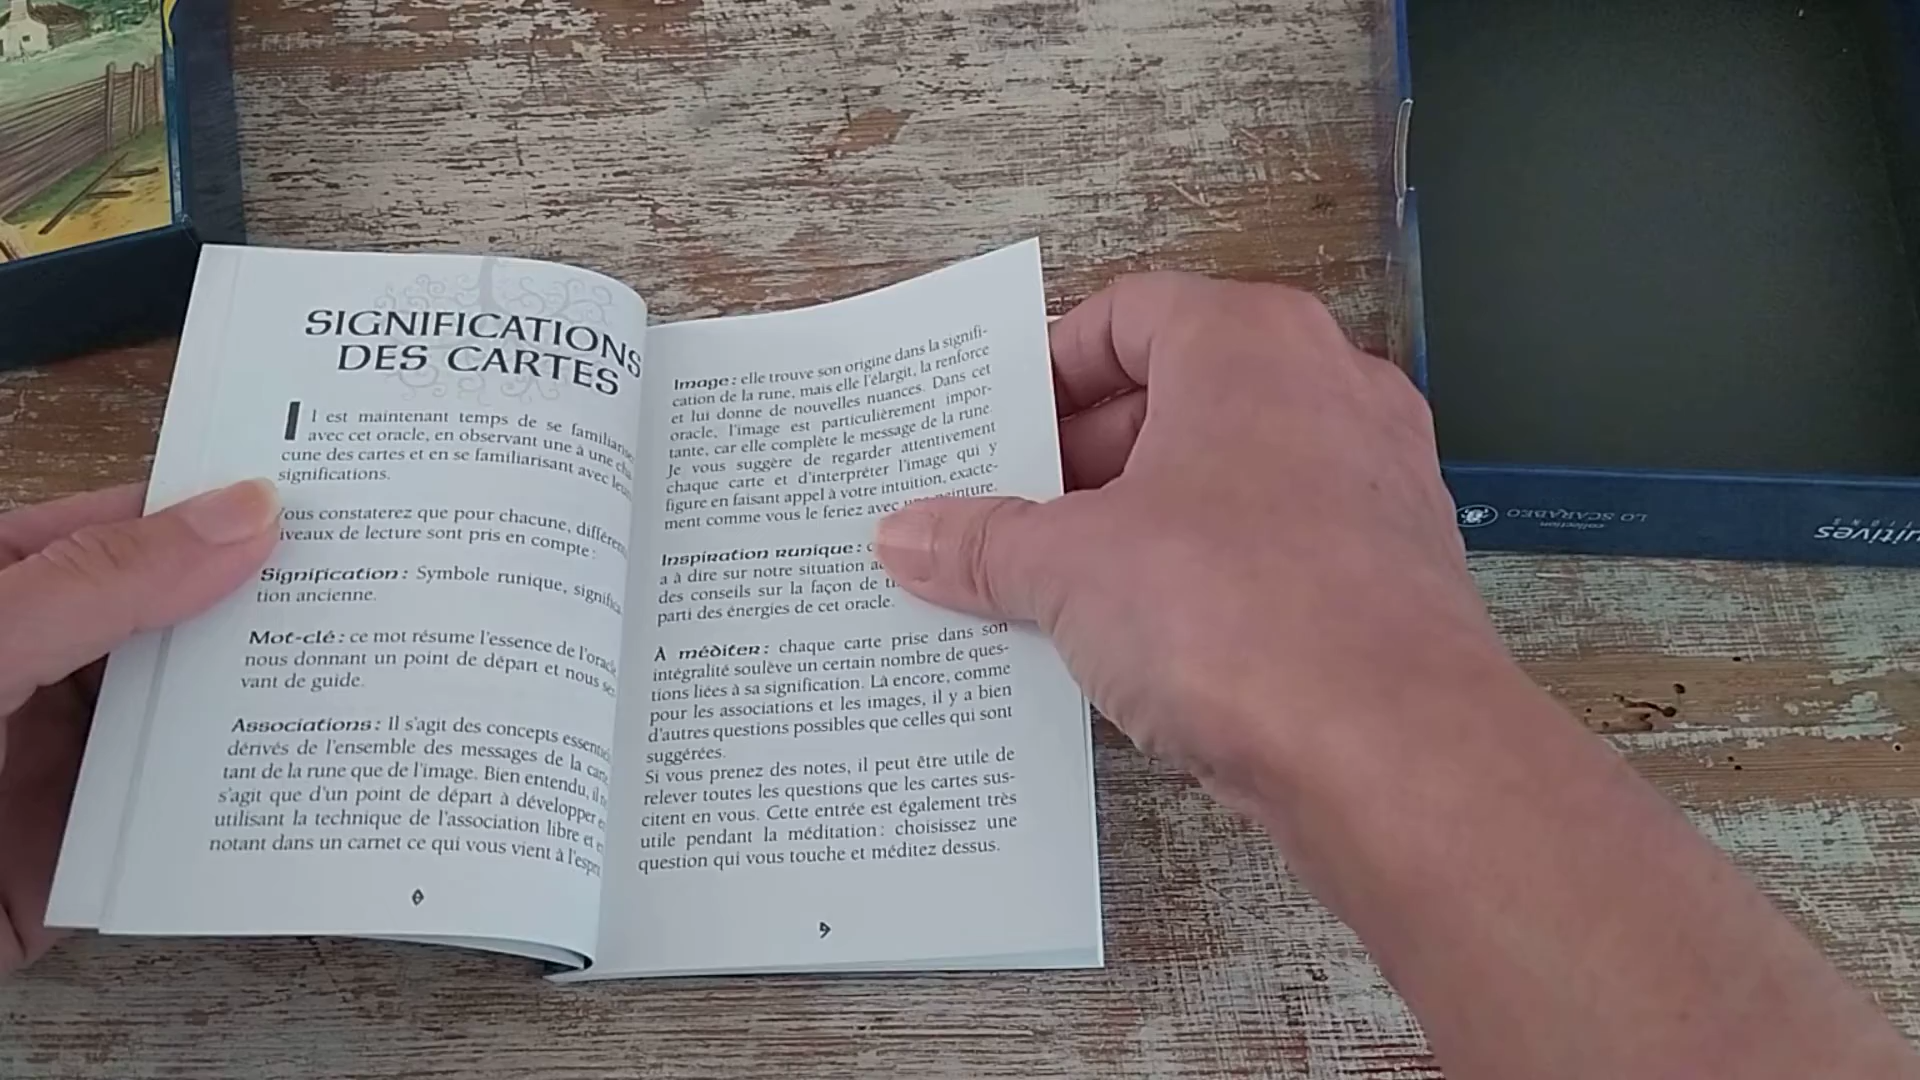 SIGNIFICATIONS
DES CARTES
Il est maintenant temps de se
avec cet oracle, en observant une à une
cune des cartes et en se familiarisant avec
significations.
constaterez que pour chacune,
de lecture sont pris en compte :
Signification : Symbole runique,
tion ancienne.
Mot-clé : ce mot résume l'essence de
nous donnant un point de départ et nous
vant de guide.
Associations : Il s'agit des concepts
dérivés de l'ensemble des messages de la
tant de la rune que de l'image. Bien entendu, il
s'agit que d'un point de départ à développer
utilisant la technique de l'association libre et
notant dans un carnet ce qui vous vient à
8
Image : elle trouve son origine dans la signifi-
cation de la rune, mais elle l'élargit, la renforce
et lui donne de nouvelles nuances. Dans cet
oracle, l'image est particulièrement impor-
tante, car elle complète le message de la rune.
Je vous suggère de regarder attentivement
chaque carte et d'interpréter l'image qui y
figure en faisant appel à votre intuition, exacte-
ment comme vous le feriez avec une peinture.
Inspiration runique :
a à dire sur notre situation
des conseils sur la façon de
parti des énergies de cet oracle.
À méditer : chaque carte prise dans son
intégralité soulève un certain nombre de ques-
tions liées à sa signification. Là encore, comme
pour les associations et les images, il y a bien
d'autres questions possibles que celles qui sont
suggérées.
Si vous prenez des notes, il peut être utile de
relever toutes les questions que les cartes sus-
citent en vous. Cette entrée est également très
utile pendant la méditation : choisissez une
question qui vous touche et méditez dessus.
9
collection
LO SCARABEO